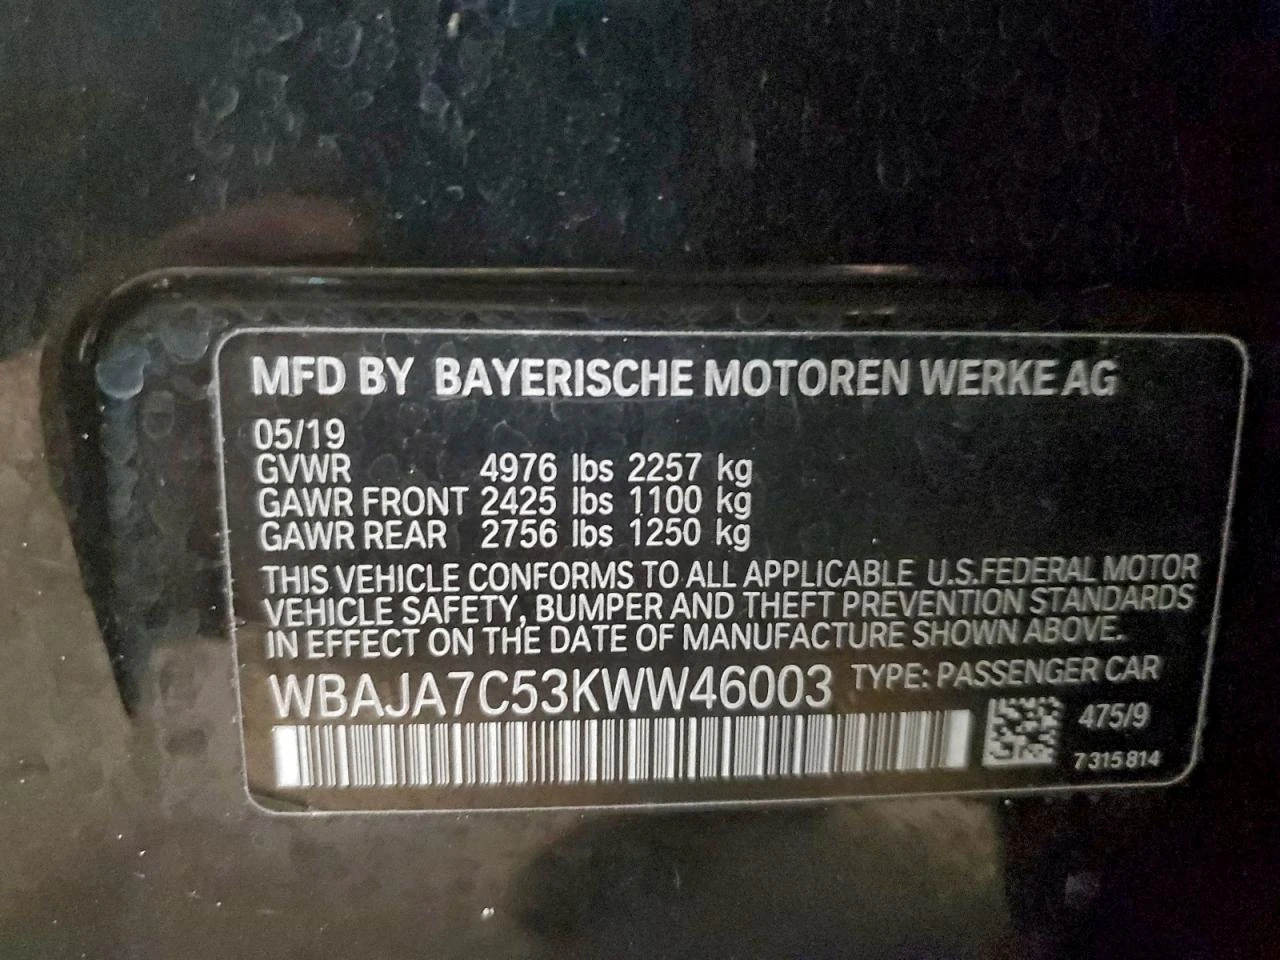 MFD BY BAYERISCHE MOTOREN WERKE AG
05/19
GVWR 4976 lbs 2257 kg
GAWR FRONT 2425 lbs 1100 kg
GAWR REAR 2756 lbs 1250 kg
THIS VEHICLE CONFORMS TO ALL APPLICABLE U.S.FEDERAL MOTOR
VEHICLE SAFETY, BUMPER AND THEFT PREVENTION STANDARDS
IN EFFECT ON THE DATE OF MANUFACTURE SHOWN ABOVE.
WBAJA7C53KWW46003 TYPE: PASSENGER CAR
475/9
7 315 814